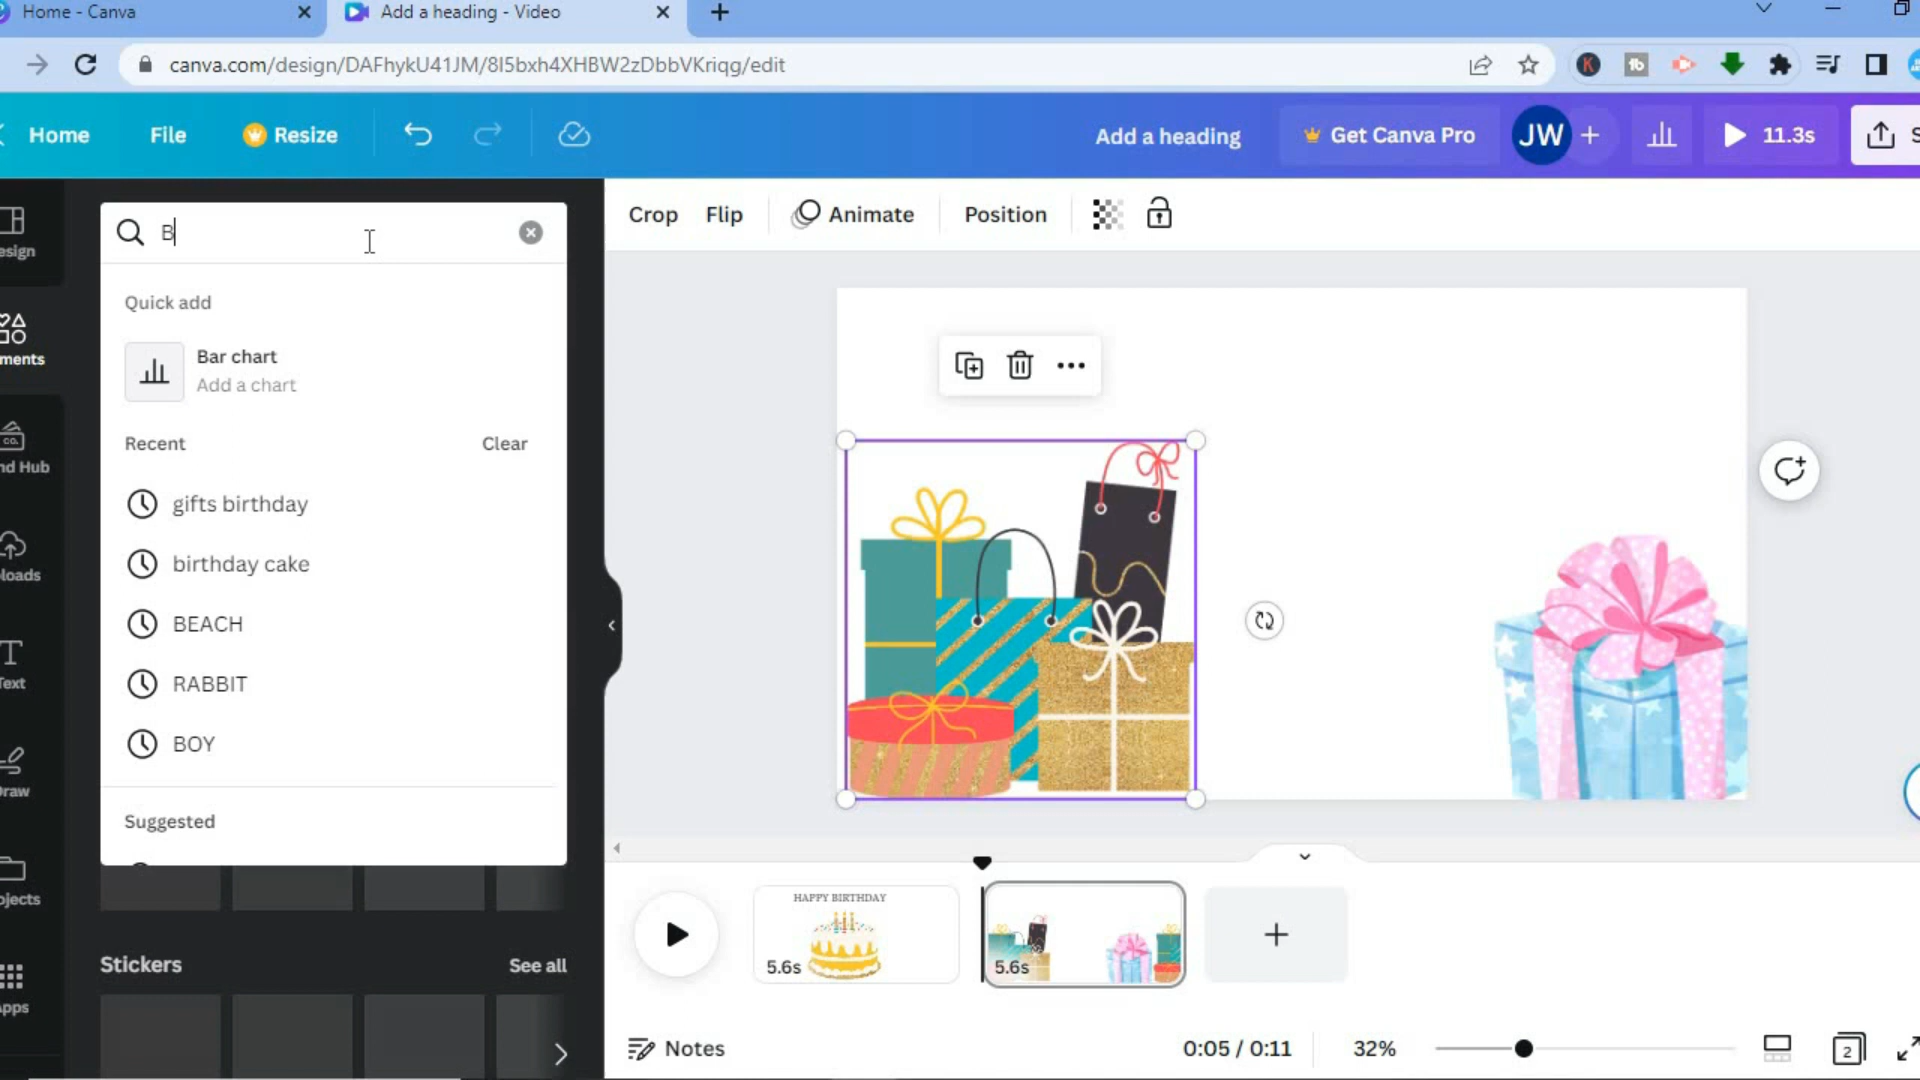 Home - Canva
Add a heading - Video
canva.com/design/DAFhykU41JM/8I5bxh4XHBW2zDbbVKriqg/edit
Home
File
Resize
Add a heading
Get Canva Pro
JW
11.3s
S
esign
ments
CO.
nd Hub
loads
Text
Draw
ojects
Apps
B
Quick add
Bar chart
Add a chart
Recent
Clear
gifts birthday
birthday cake
BEACH
RABBIT
BOY
Suggested
Stickers
See all
Crop
Flip
Animate
Position
HAPPY BIRTHDAY
5.6s
5.6s
Notes
0:05 / 0:11
32%
2